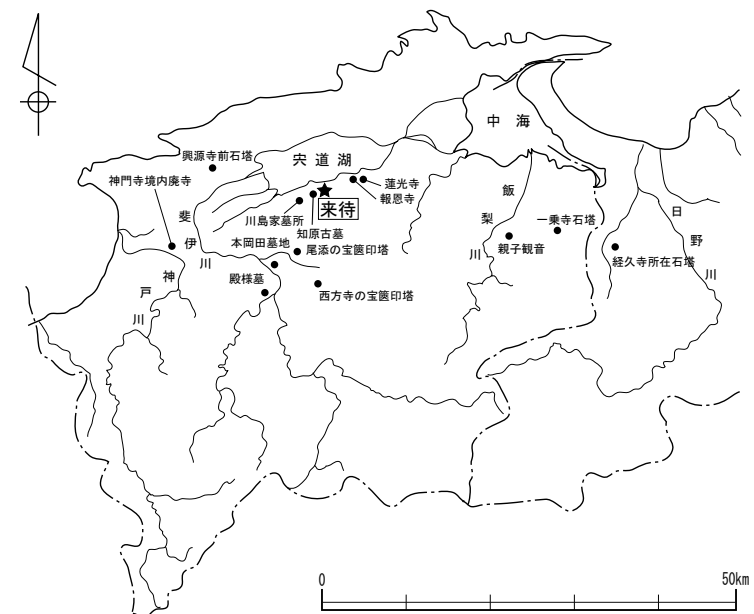 中海
宍道湖
興源寺前石塔
神門寺境内廃寺
蓮光寺
報恩寺
来待
川島家墓所
知原古墓
斐伊川
本岡田墓地
尾添の宝篋印塔
殿様墓
西方寺の宝篋印塔
神戸川
飯梨川
一乗寺石塔
親子観音
日野川
経久寺所在石塔
0
50km